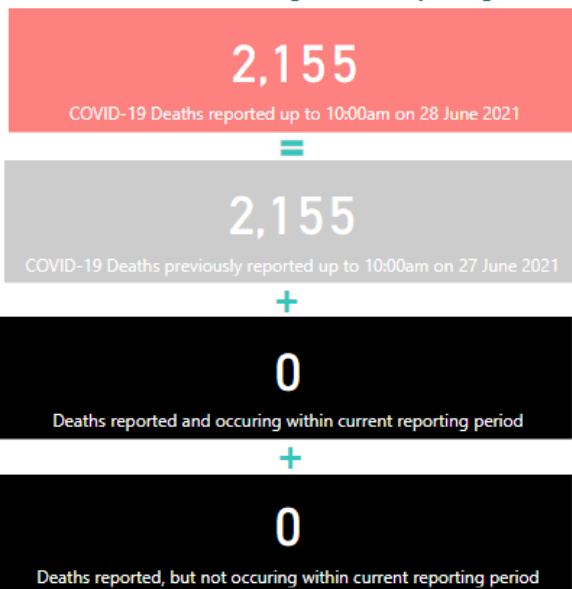 2,155
COVID-19 Deaths reported up to 10:00am on 28 June 2021
=
2,155
COVID-19 Deaths previously reported up to 10:00am on 27 June 2021
+
0
Deaths reported and occuring within current reporting period
+
0
Deaths reported, but not occuring within current reporting period